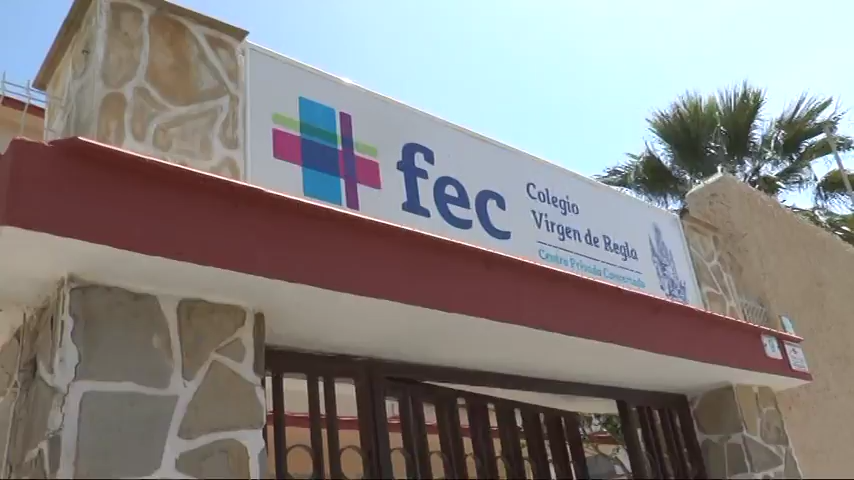 fec
Colegio
Virgen de Regla
Centro Privado Concertado